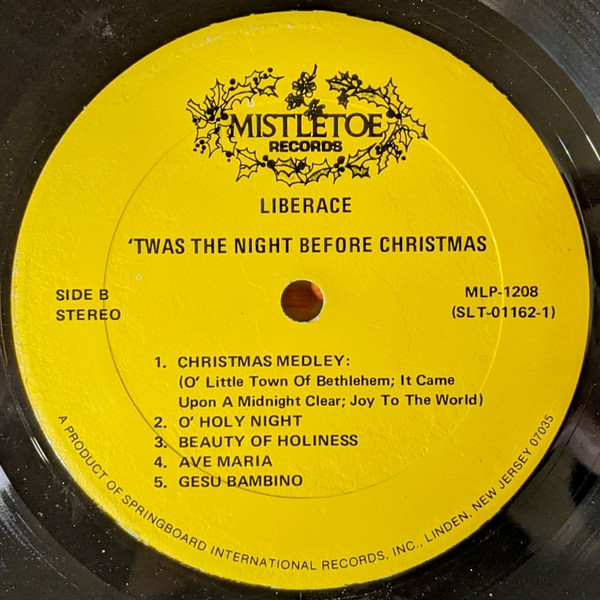 MISTLETOE
RECORDS
LIBERACE
'TWAS THE NIGHT BEFORE CHRISTMAS
SIDE B
STEREO
MLP-1208
(SLT-01162-1)
1. CHRISTMAS MEDLEY:
(O' Little Town Of Bethlehem; It Came
Upon A Midnight Clear; Joy To The World)
2. O' HOLY NIGHT
3. BEAUTY OF HOLINESS
4. AVE MARIA
5. GESU BAMBINO
A PRODUCT OF SPRINGBOARD INTERNATIONAL RECORDS, INC., LINDEN, NEW JERSEY 07035